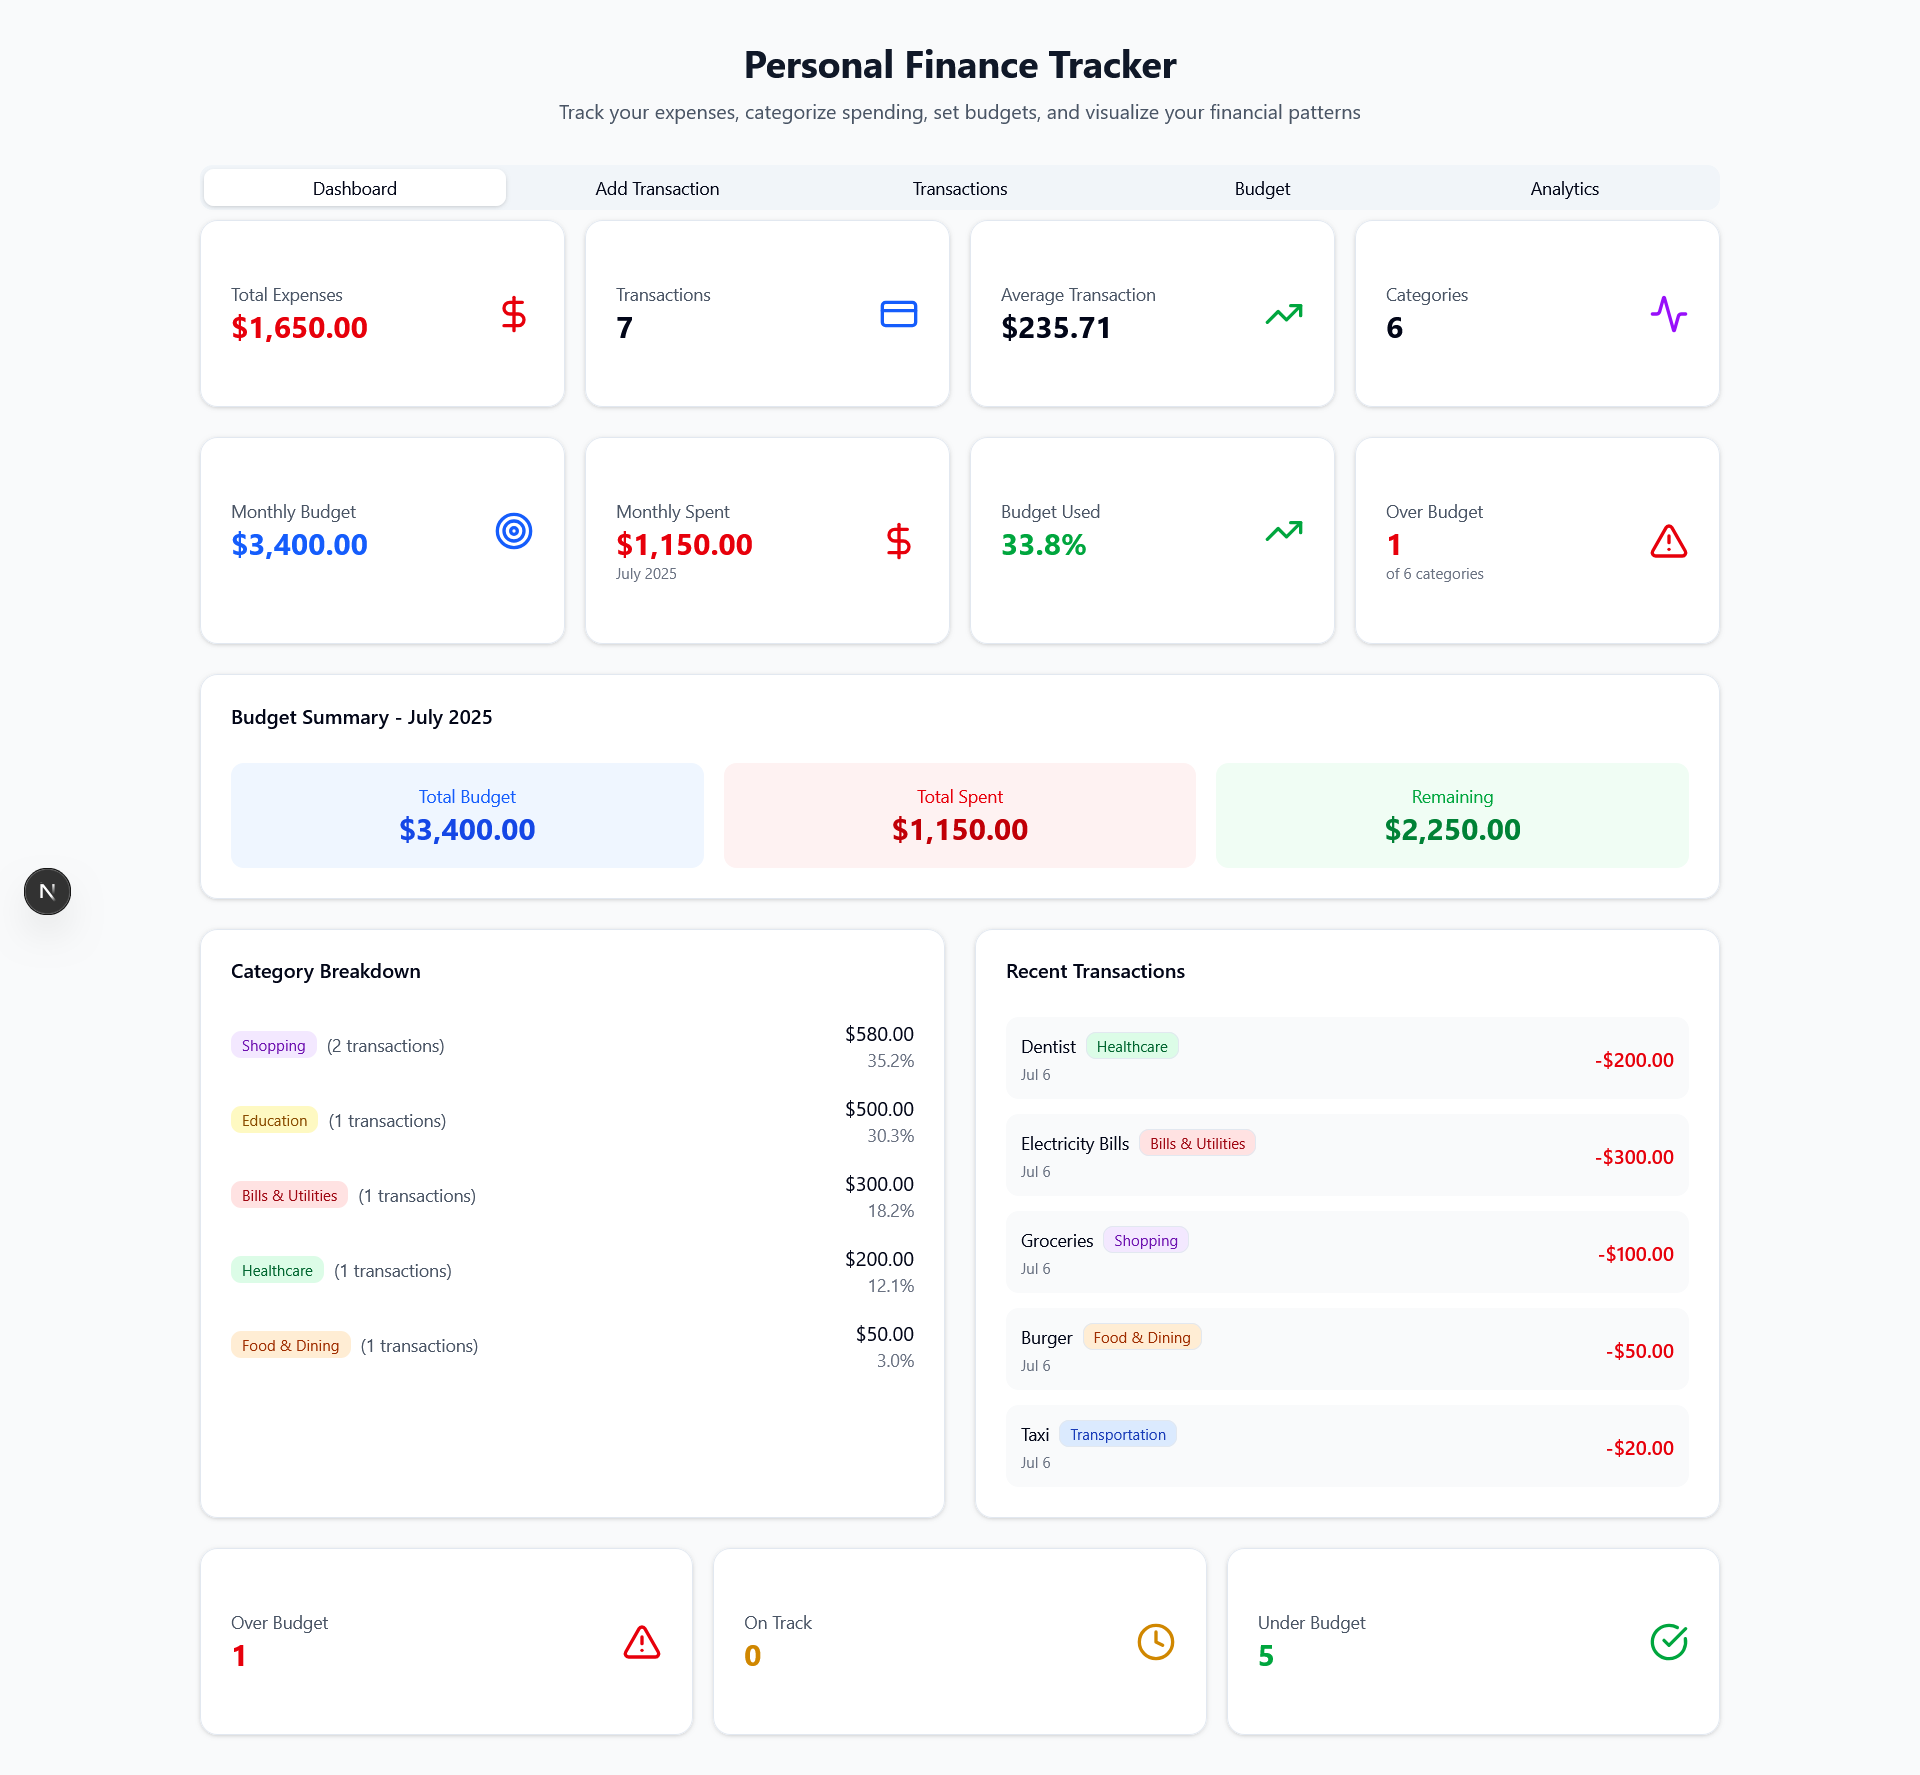 Personal Finance Tracker
Track your expenses, categorize spending, set budgets, and visualize your financial patterns
Dashboard
Add Transaction
Transactions
Budget
Analytics
Total Expenses
$1,650.00
Transactions
7
Average Transaction
$235.71
Categories
6
Monthly Budget
$3,400.00
Monthly Spent
$1,150.00
July 2025
Budget Used
33.8%
Over Budget
1
of 6 categories
Budget Summary - July 2025
Total Budget
$3,400.00
Total Spent
$1,150.00
Remaining
$2,250.00
N
Category Breakdown
Shopping (2 transactions) $580.00
35.2%
Education (1 transactions) $500.00
30.3%
Bills & Utilities (1 transactions) $300.00
18.2%
Healthcare (1 transactions) $200.00
12.1%
Food & Dining (1 transactions) $50.00
3.0%
Recent Transactions
Dentist Healthcare -$200.00
Jul 6
Electricity Bills Bills & Utilities -$300.00
Jul 6
Groceries Shopping -$100.00
Jul 6
Burger Food & Dining -$50.00
Jul 6
Taxi Transportation -$20.00
Jul 6
Over Budget
1
On Track
0
Under Budget
5